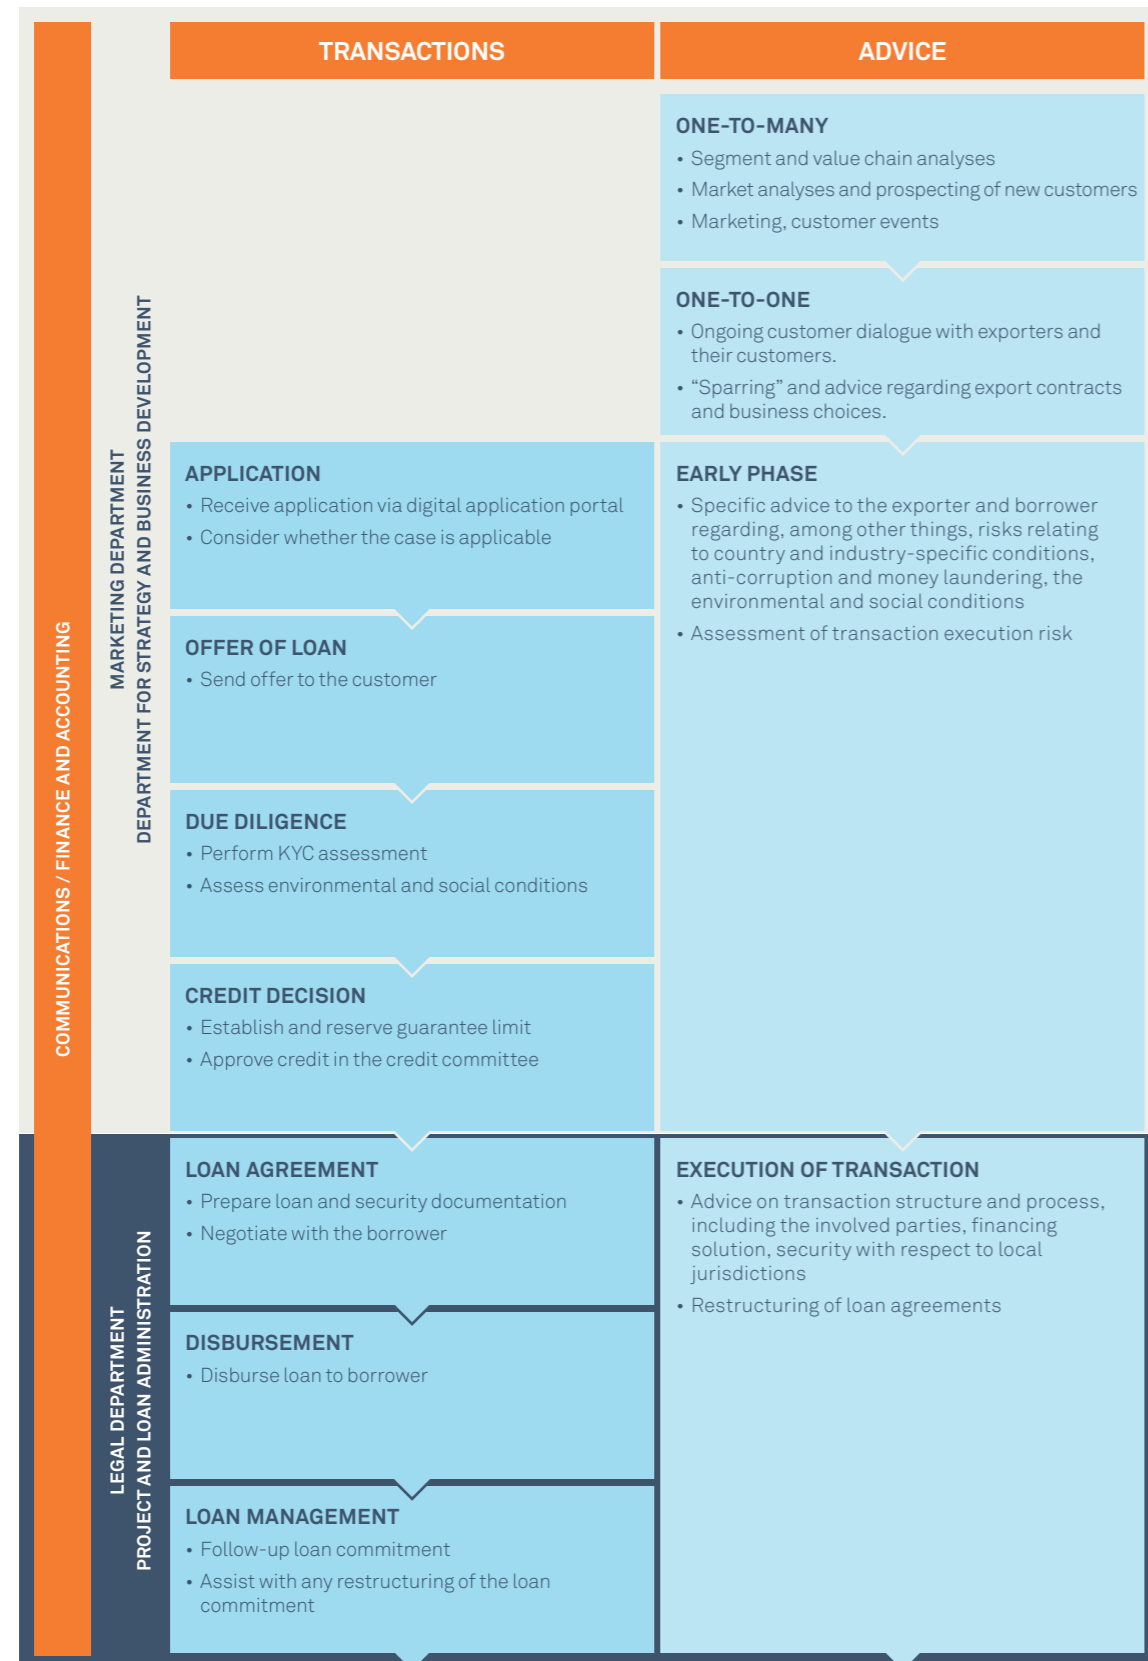 TRANSACTIONS
ADVICE
COMMUNICATIONS / FINANCE AND ACCOUNTING
MARKETING DEPARTMENT
DEPARTMENT FOR STRATEGY AND BUSINESS DEVELOPMENT
ONE-TO-MANY
• Segment and value chain analyses
• Market analyses and prospecting of new customers
• Marketing, customer events
ONE-TO-ONE
• Ongoing customer dialogue with exporters and
their customers.
• “Sparring” and advice regarding export contracts
and business choices.
APPLICATION
• Receive application via digital application portal
• Consider whether the case is applicable
OFFER OF LOAN
• Send offer to the customer
DUE DILIGENCE
• Perform KYC assessment
• Assess environmental and social conditions
CREDIT DECISION
• Establish and reserve guarantee limit
• Approve credit in the credit committee
EARLY PHASE
• Specific advice to the exporter and borrower
regarding, among other things, risks relating
to country and industry-specific conditions,
anti-corruption and money laundering, the
environmental and social conditions
• Assessment of transaction execution risk
LEGAL DEPARTMENT
PROJECT AND LOAN ADMINISTRATION
LOAN AGREEMENT
• Prepare loan and security documentation
• Negotiate with the borrower
DISBURSEMENT
• Disburse loan to borrower
LOAN MANAGEMENT
• Follow-up loan commitment
• Assist with any restructuring of the loan
commitment
EXECUTION OF TRANSACTION
• Advice on transaction structure and process,
including the involved parties, financing
solution, security with respect to local
jurisdictions
• Restructuring of loan agreements